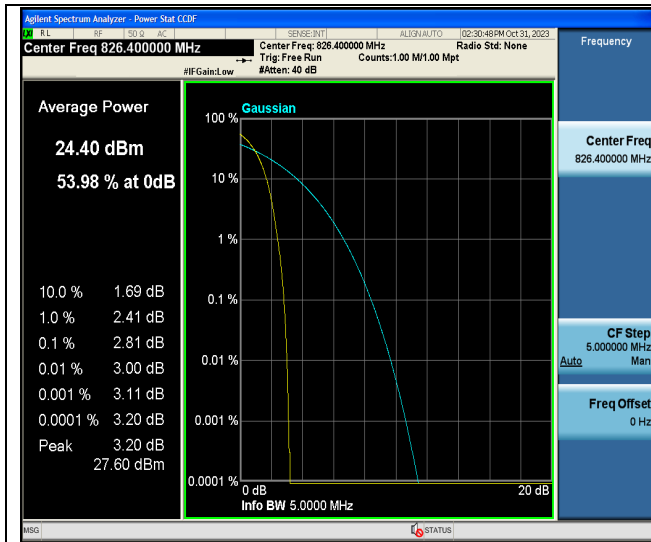 Agilent Spectrum Analyzer - Power Stat CCDF
LXI RL RF 50 Ω AC SENSE:INT ALIGNAUTO 02:30:48PM Oct 31, 2023
Center Freq 826.400000 MHz
Center Freq: 826.400000 MHz Radio Std: None
Trig: Free Run Counts:1.00 M/1.00 Mpt
#IFGain:Low #Atten: 40 dB
Frequency
Average Power
24.40 dBm
53.98 % at 0dB
10.0 % 1.69 dB
1.0 % 2.41 dB
0.1 % 2.81 dB
0.01 % 3.00 dB
0.001 % 3.11 dB
0.0001 % 3.20 dB
Peak 3.20 dB
27.60 dBm
Gaussian
100 %
10 %
1 %
0.1 %
0.01 %
0.001 %
0.0001 %
0 dB 20 dB
Info BW 5.0000 MHz
Center Freq
826.400000 MHz
CF Step
5.000000 MHz
Auto Man
Freq Offset
0 Hz
MSG STATUS